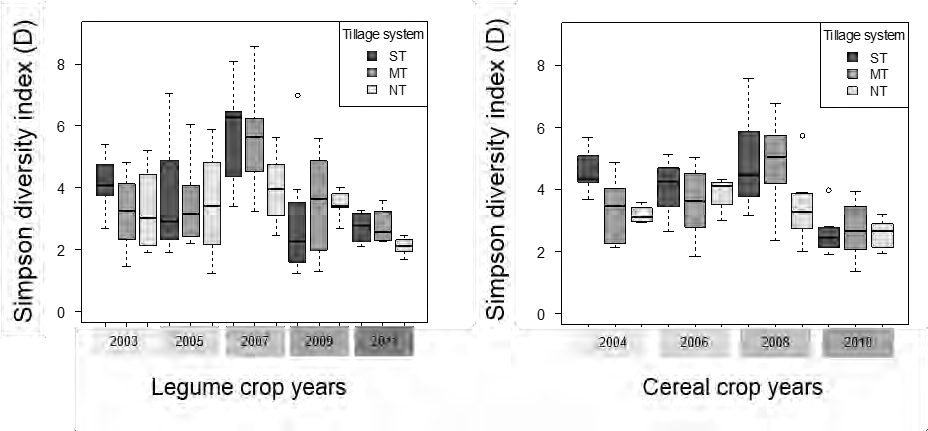 Simpson diversity index (D)
8
6
4
2
0
Tillage system
ST
MT
NT
2003 2005 2007 2009
Legume crop years
Simpson diversity index (D)
8
6
4
2
0
Tillage system
ST
MT
NT
2004 2006 2008 2010
Cereal crop years